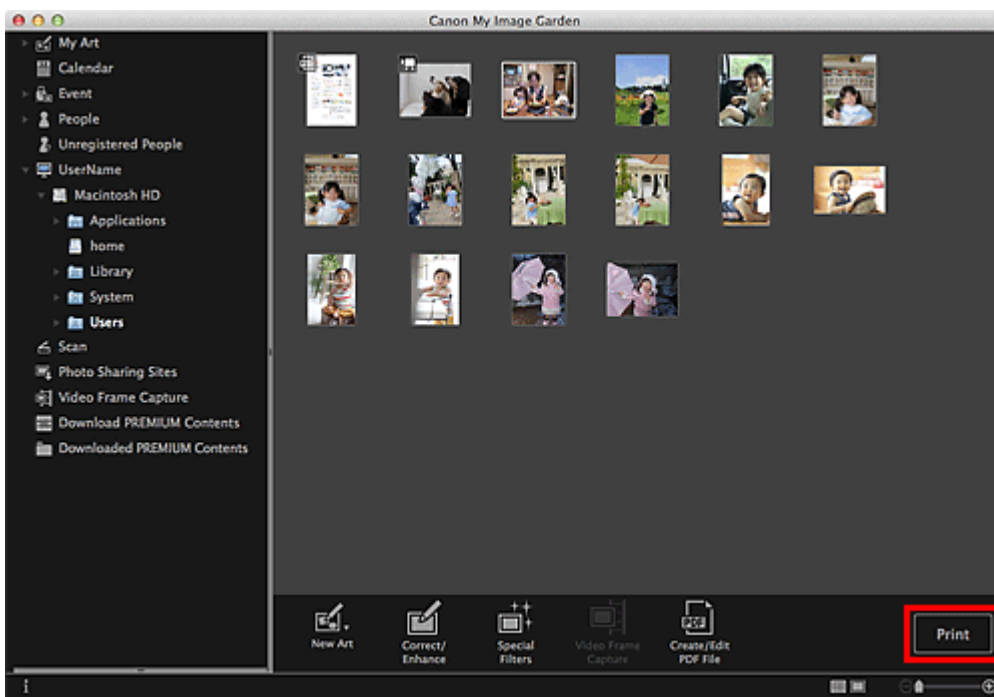 Canon My Image Garden
My Art
Calendar
Event
People
Unregistered People
UserName
Macintosh HD
Applications
home
Library
System
Users
Scan
Photo Sharing Sites
Video Frame Capture
Download PREMIUM Contents
Downloaded PREMIUM Contents
New Art
Correct/
Enhance
Special
Filters
Video Frame
Capture
PDF
Create/Edit
PDF File
Print